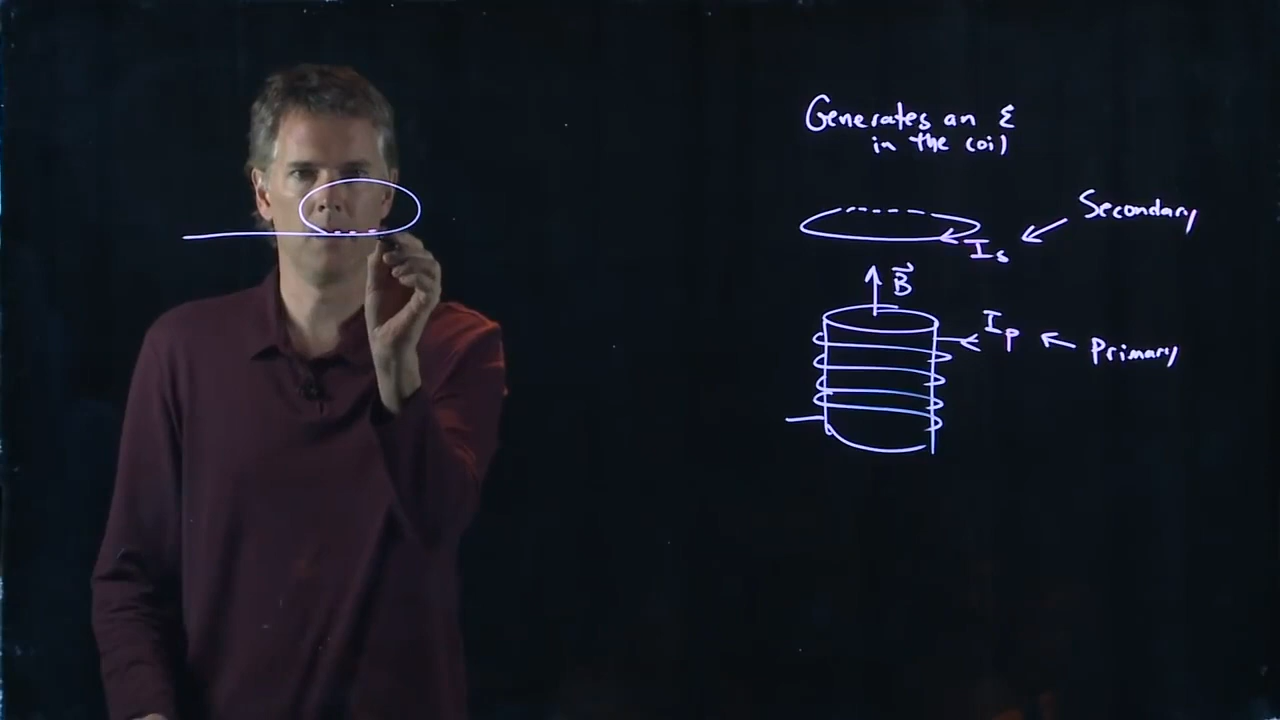 Generates an ℰ
in the coil
Secondary
Is
B⃗
Ip
Primary